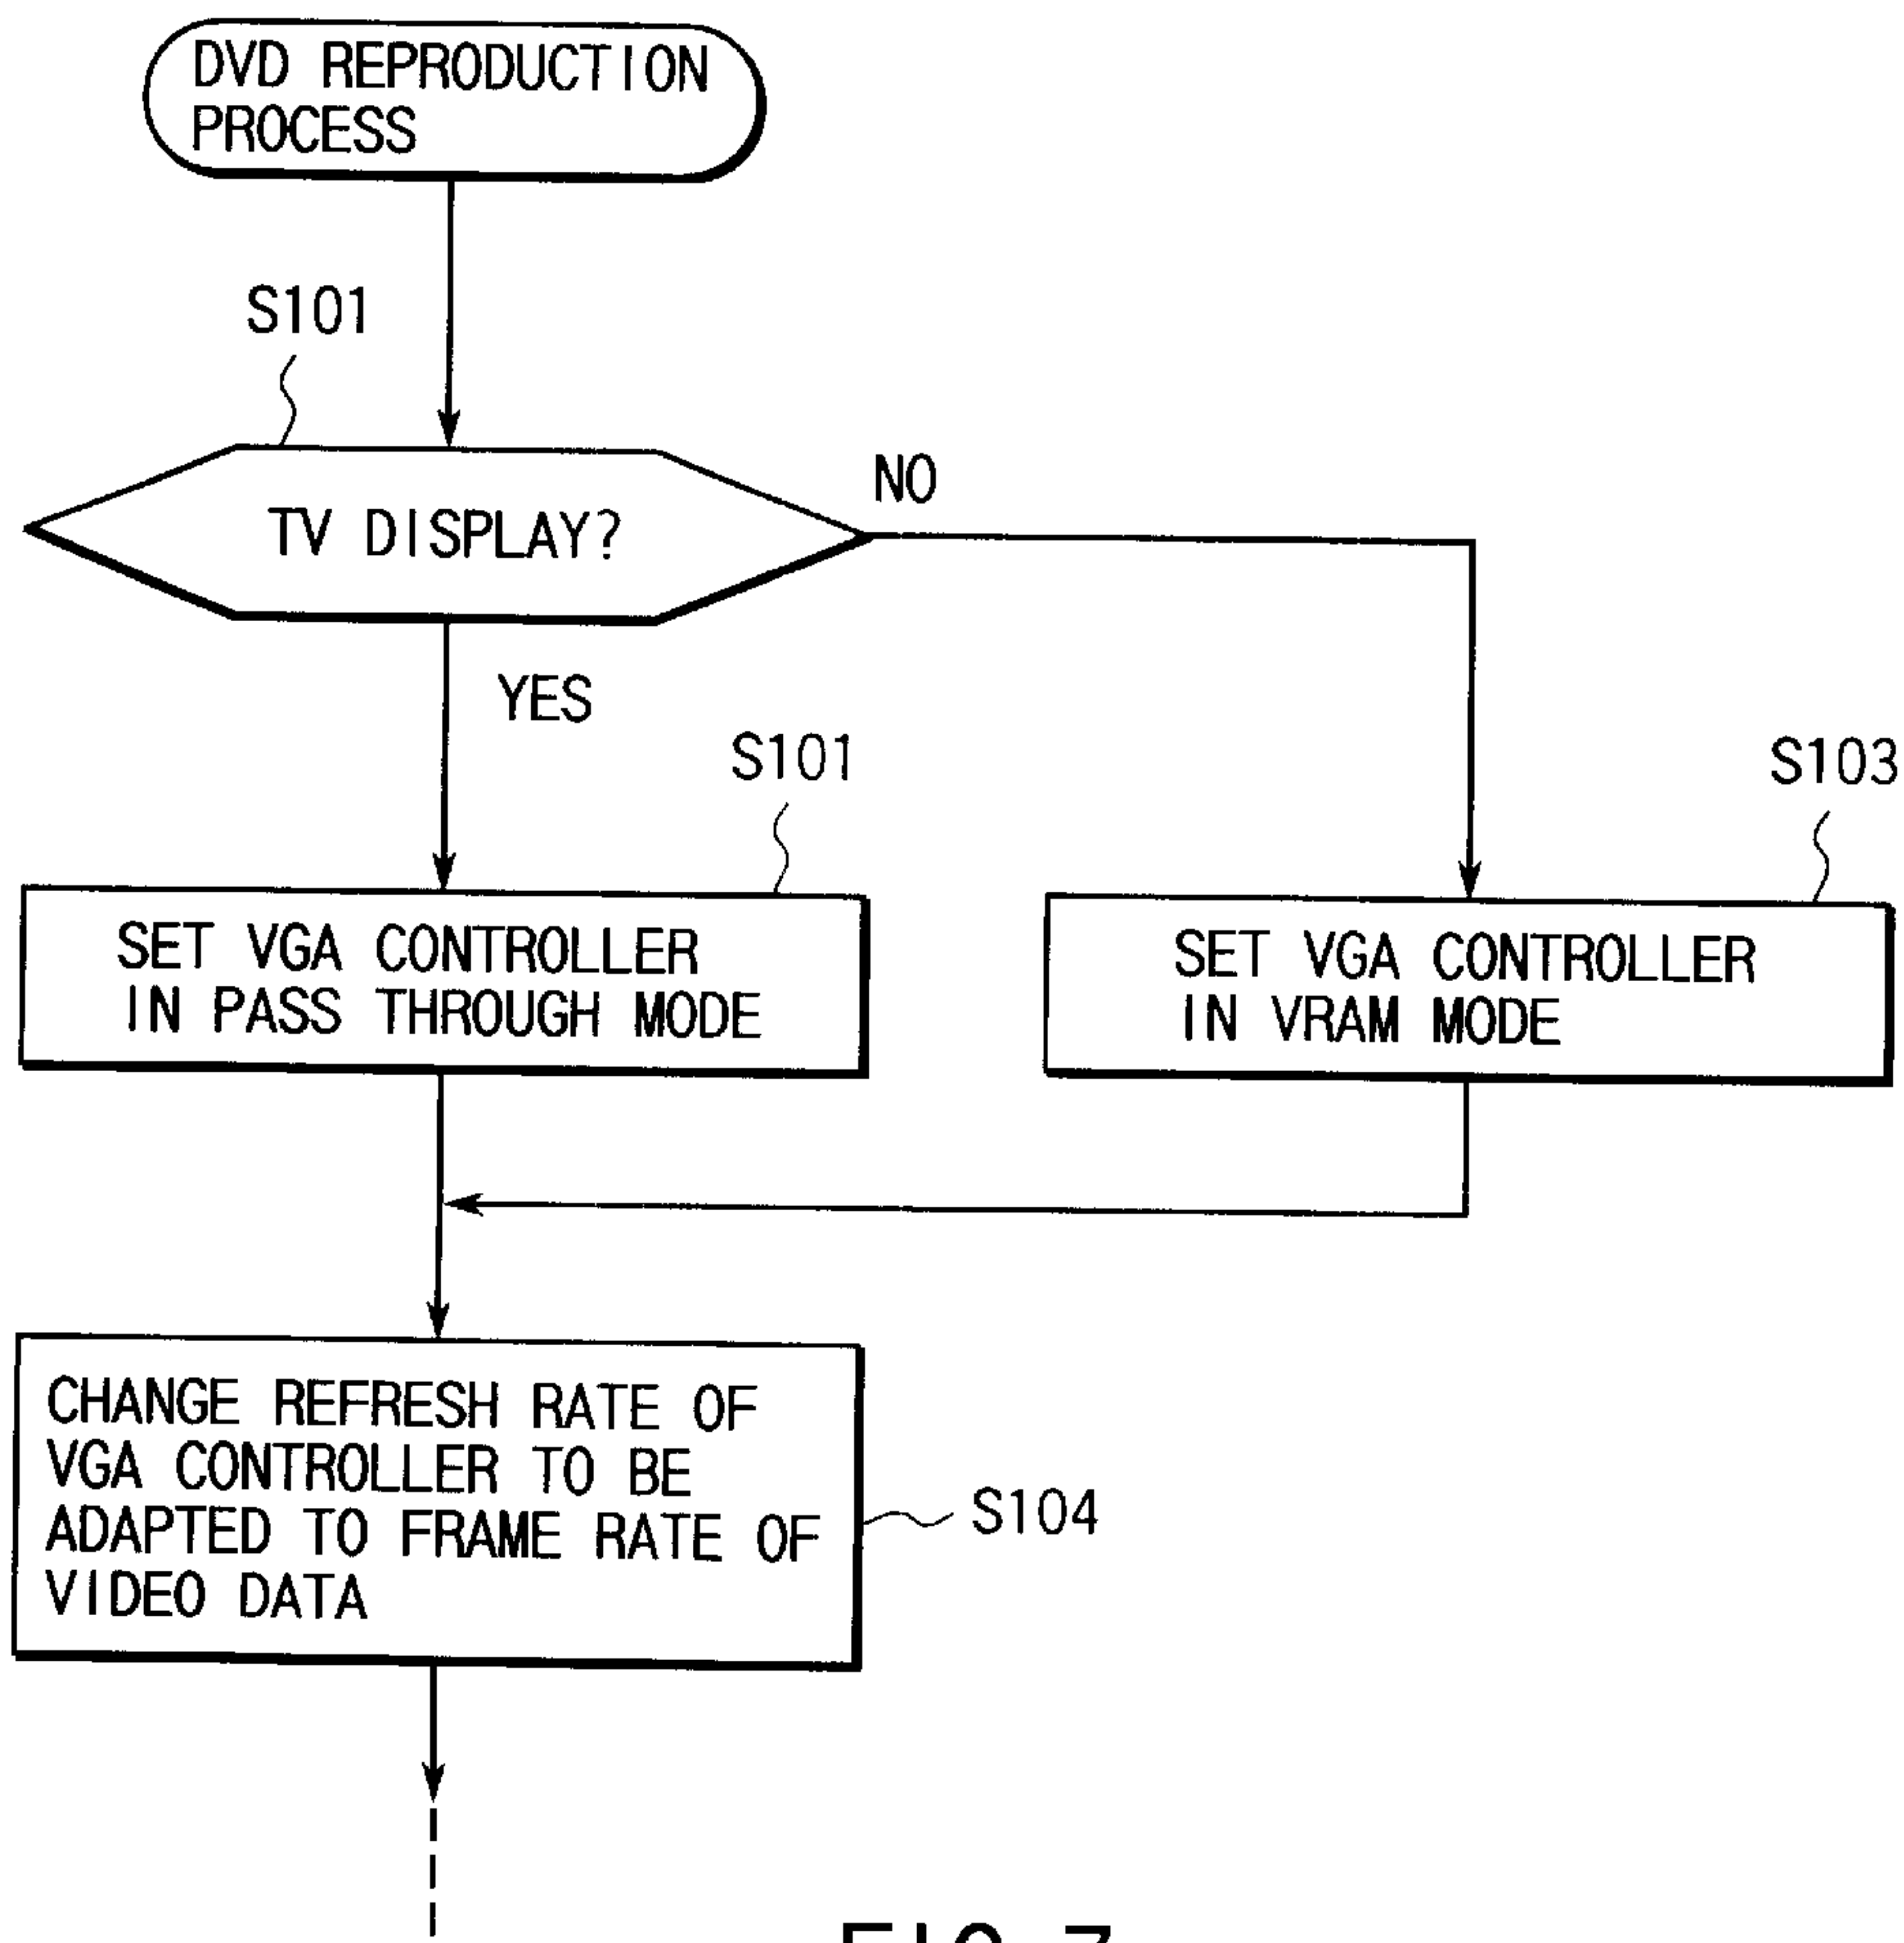 DVD REPRODUCTION
PROCESS
S101
TV DISPLAY?
NO
YES
S101
S103
SET VGA CONTROLLER
IN PASS THROUGH MODE
SET VGA CONTROLLER
IN VRAM MODE
CHANGE REFRESH RATE OF
VGA CONTROLLER TO BE
ADAPTED TO FRAME RATE OF
VIDEO DATA
S104